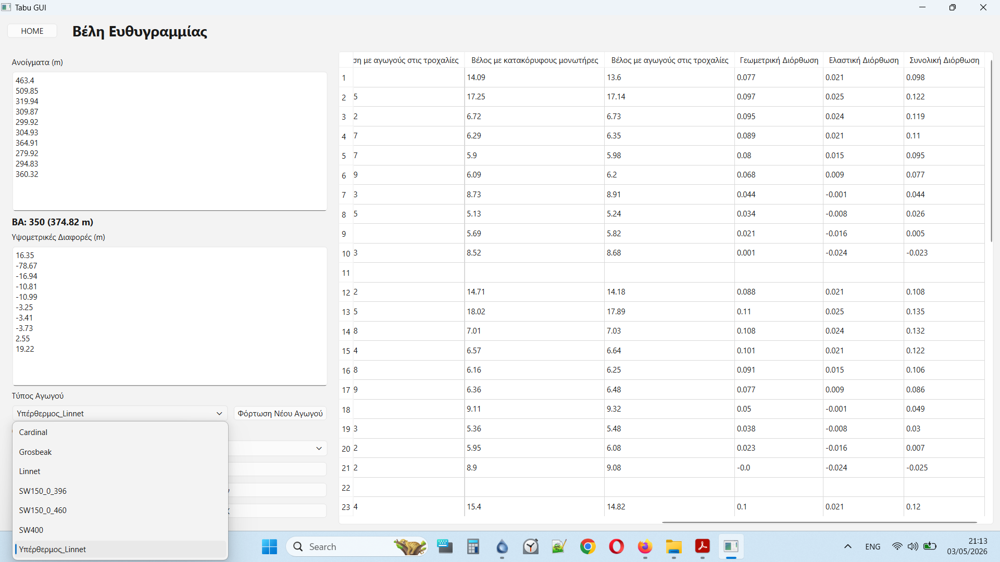 Tabu GUI
HOME
Βέλη Ευθυγραμμίας
Ανοίγματα (m)
463.4
509.85
319.94
309.87
299.92
304.93
364.91
279.92
294.83
360.32
ΒΑ: 350 (374.82 m)
Υψομετρικές Διαφορές (m)
16.35
-78.67
-16.94
-10.81
-10.99
-3.25
-3.41
-3.73
2.55
19.22
Τύπος Αγωγού
Υπέρθερμος_Linnet
Φόρτωση Νέου Αγωγού
Cardinal
Grosbeak
Linnet
SW150_0_396
SW150_0_460
SW400
Υπέρθερμος_Linnet
ση με αγωγούς στις τροχαλίες Βέλος με κατακόρυφους μονωτήρες Βέλος με αγωγούς στις τροχαλίες Γεωμετρική Διόρθωση Ελαστική Διόρθωση Συνολική Διόρθωση
1 14.09 13.6 0.077 0.021 0.098
2 5 17.25 17.14 0.097 0.025 0.122
3 2 6.72 6.73 0.095 0.024 0.119
4 7 6.29 6.35 0.089 0.021 0.11
5 7 5.9 5.98 0.08 0.015 0.095
6 9 6.09 6.2 0.068 0.009 0.077
7 3 8.73 8.91 0.044 -0.001 0.044
8 5 5.13 5.24 0.034 -0.008 0.026
9 5.69 5.82 0.021 -0.016 0.005
10 3 8.52 8.68 0.001 -0.024 -0.023
11
12 2 14.71 14.18 0.088 0.021 0.108
13 5 18.02 17.89 0.11 0.025 0.135
14 8 7.01 7.03 0.108 0.024 0.132
15 4 6.57 6.64 0.101 0.021 0.122
16 8 6.16 6.25 0.091 0.015 0.106
17 9 6.36 6.48 0.077 0.009 0.086
18 9.11 9.32 0.05 -0.001 0.049
19 3 5.36 5.48 0.038 -0.008 0.03
20 2 5.95 6.08 0.023 -0.016 0.007
21 2 8.9 9.08 -0.0 -0.024 -0.025
22
23 4 15.4 14.82 0.1 0.021 0.12
Search
ENG
21:13
03/05/2026